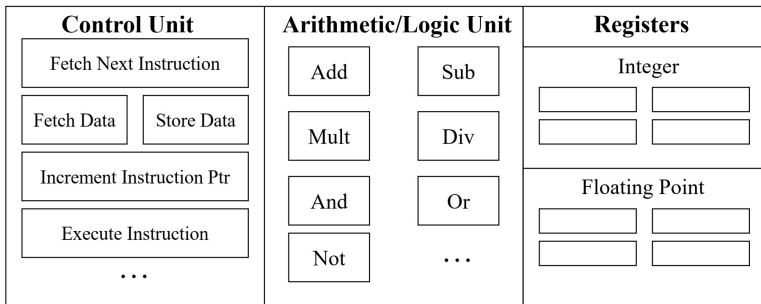 Control Unit
Fetch Next Instruction
Fetch Data Store Data
Increment Instruction Ptr
Execute Instruction
...
Arithmetic/Logic Unit
Add Sub
Mult Div
And Or
Not ...
Registers
Integer
Floating Point